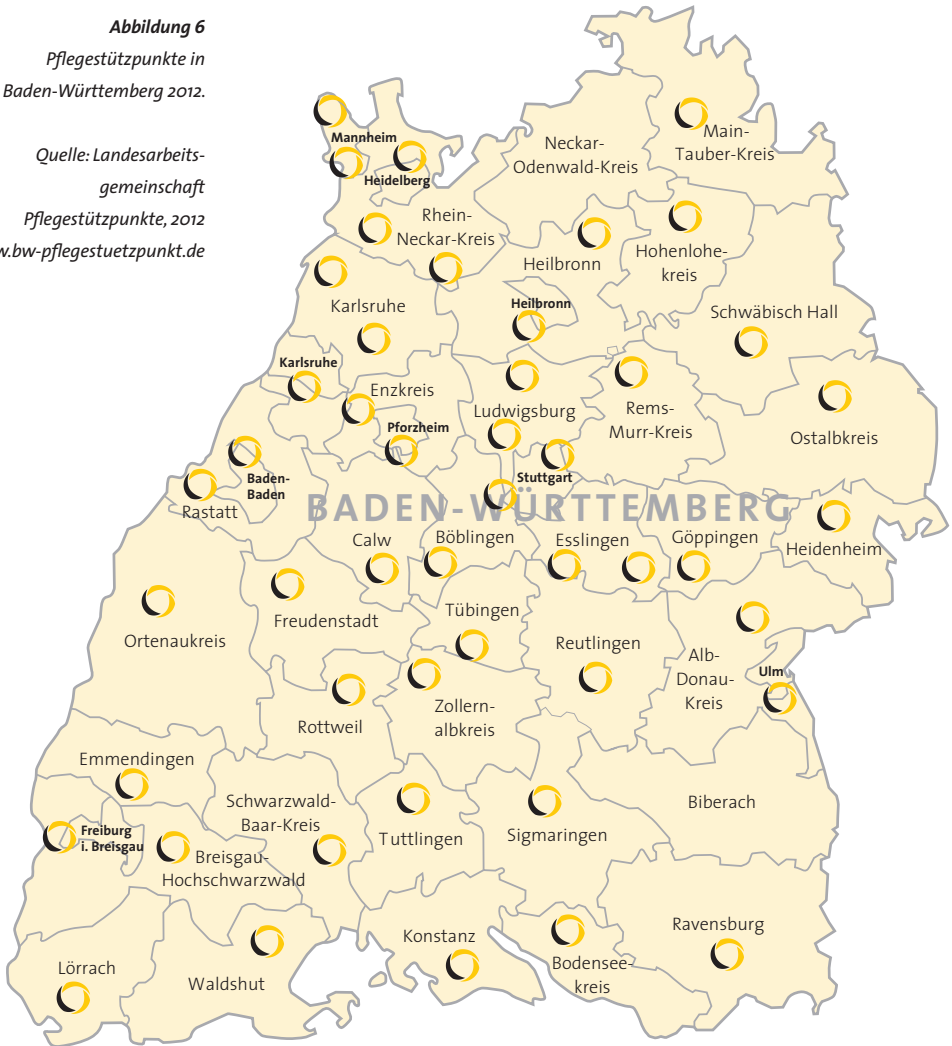 Abbildung 6
Pflegestützpunkte in
Baden-Württemberg 2012.
Quelle: Landesarbeits-
gemeinschaft
Pflegestützpunkte, 2012
w.bw-pflegestuetzpunkt.de
Main-
Tauber-Kreis
Neckar-
Odenwald-Kreis
Mannheim
Heidelberg
Rhein-
Neckar-Kreis
Heilbronn
Hohenlohe-
kreis
Karlsruhe
Heilbronn
Schwäbisch Hall
Karlsruhe
Enzkreis
Ludwigsburg
Rems-
Murr-Kreis
Ostalbkreis
Pforzheim
Baden-
Baden
Stuttgart
Rastatt
BADEN-WÜRTTEMBERG
Calw
Böblingen
Esslingen
Göppingen
Heidenheim
Ortenaukreis
Freudenstadt
Tübingen
Reutlingen
Alb-
Donau-
Kreis
Ulm
Rottweil
Zollern-
albkreis
Emmendingen
Schwarzwald-
Baar-Kreis
Tuttlingen
Sigmaringen
Biberach
Freiburg
i. Breisgau
Breisgau-
Hochschwarzwald
Lörrach
Waldshut
Konstanz
Bodensee-
kreis
Ravensburg